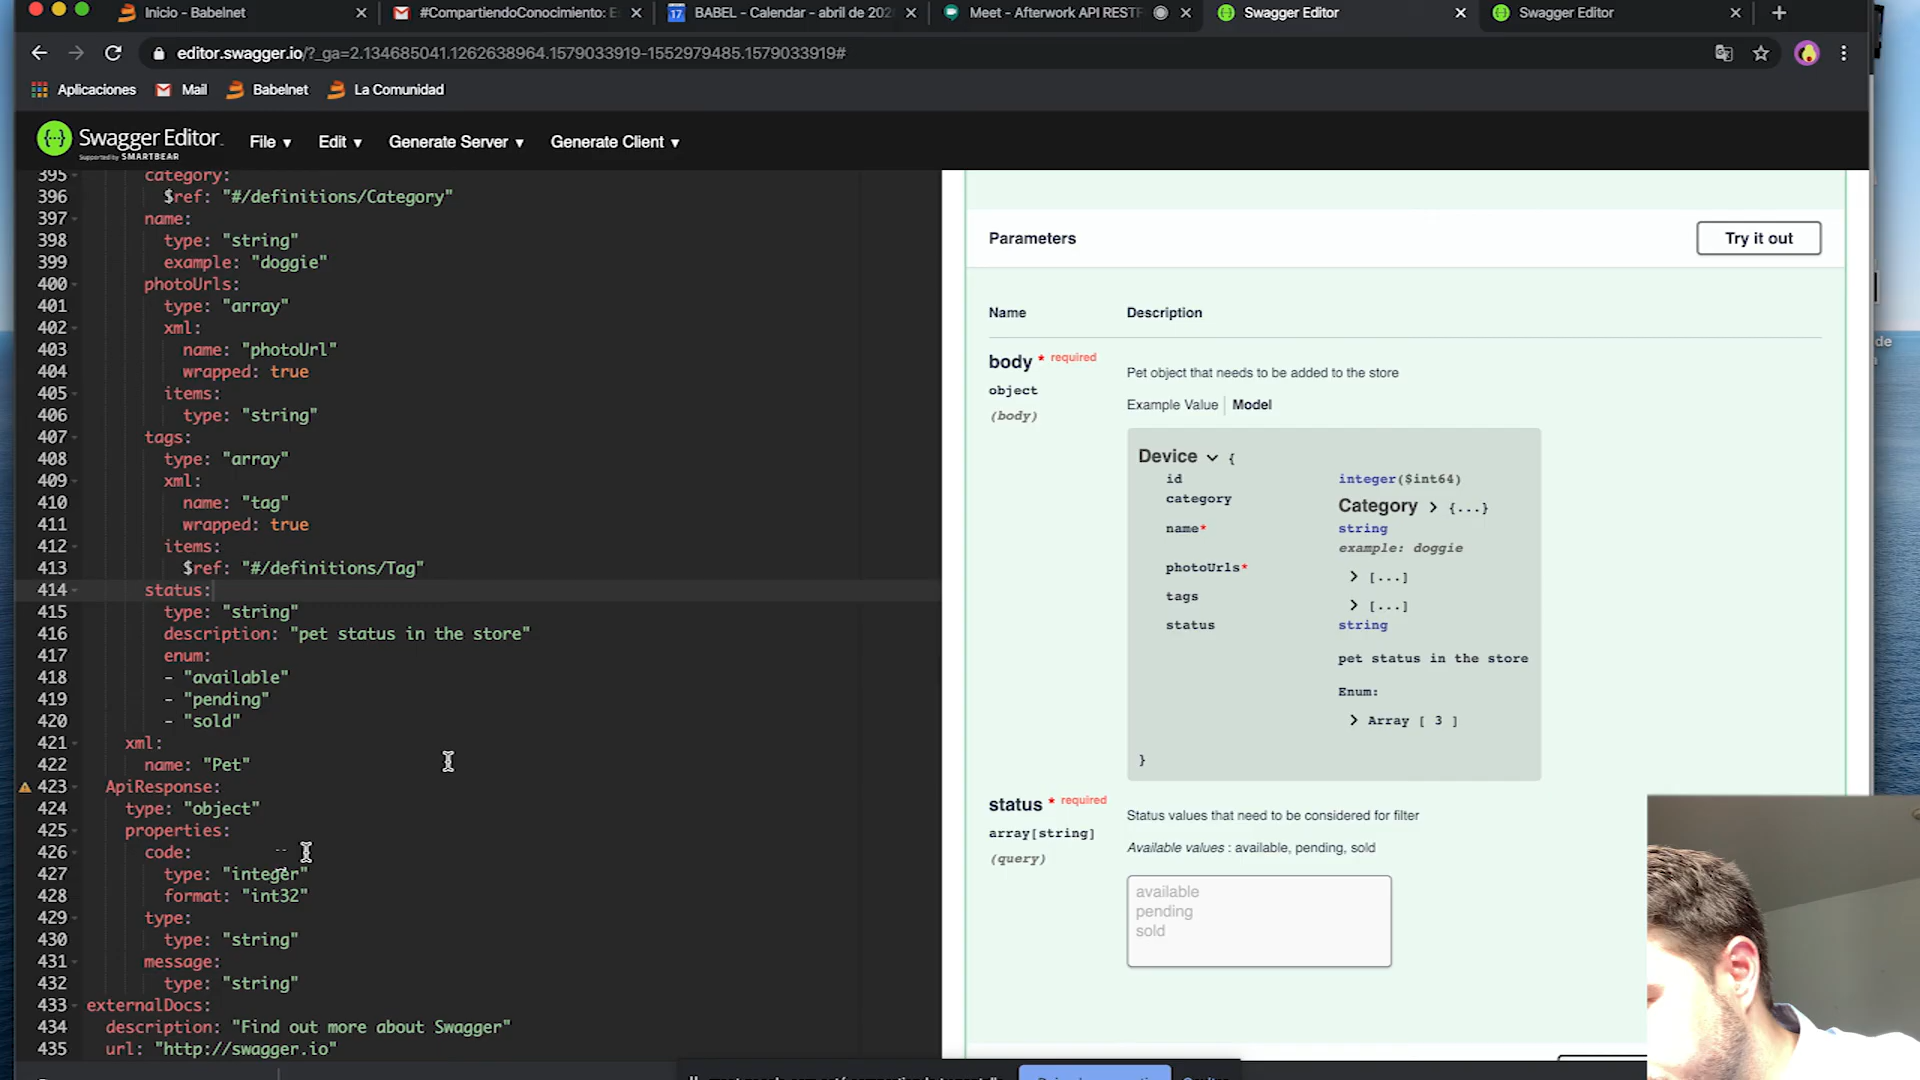 Inicio - Babelnet
#CompartiendoConocimiento: E
BABEL - Calendar - abril de 202
Meet - Afterwork API RESTF
Swagger Editor
Swagger Editor
editor.swagger.io/?_ga=2.134685041.1262638964.1579033919-1552979485.1579033919#
Aplicaciones
Mail
Babelnet
La Comunidad
Swagger Editor
Supported by SMARTBEAR
File ▾
Edit ▾
Generate Server ▾
Generate Client ▾
395 category:
396 $ref: "#/definitions/Category"
397 name:
398 type: "string"
399 example: "doggie"
400 photoUrls:
401 type: "array"
402 xml:
403 name: "photoUrl"
404 wrapped: true
405 items:
406 type: "string"
407 tags:
408 type: "array"
409 xml:
410 name: "tag"
411 wrapped: true
412 items:
413 $ref: "#/definitions/Tag"
414 status:
415 type: "string"
416 description: "pet status in the store"
417 enum:
418 - "available"
419 - "pending"
420 - "sold"
421 xml:
422 name: "Pet"
423 ApiResponse:
424 type: "object"
425 properties:
426 code:
427 type: "integer"
428 format: "int32"
429 type:
430 type: "string"
431 message:
432 type: "string"
433 externalDocs:
434 description: "Find out more about Swagger"
435 url: "http://swagger.io"
Parameters
Try it out
Name Description
body * required
object
(body)
Pet object that needs to be added to the store
Example Value Model
Device {
id integer($int64)
category Category > {...}
name* string
example: doggie
photoUrls* > [...]
tags > [...]
status string
pet status in the store
Enum:
> Array [ 3 ]
}
status * required
array[string]
(query)
Status values that need to be considered for filter
Available values : available, pending, sold
available
pending
sold
de